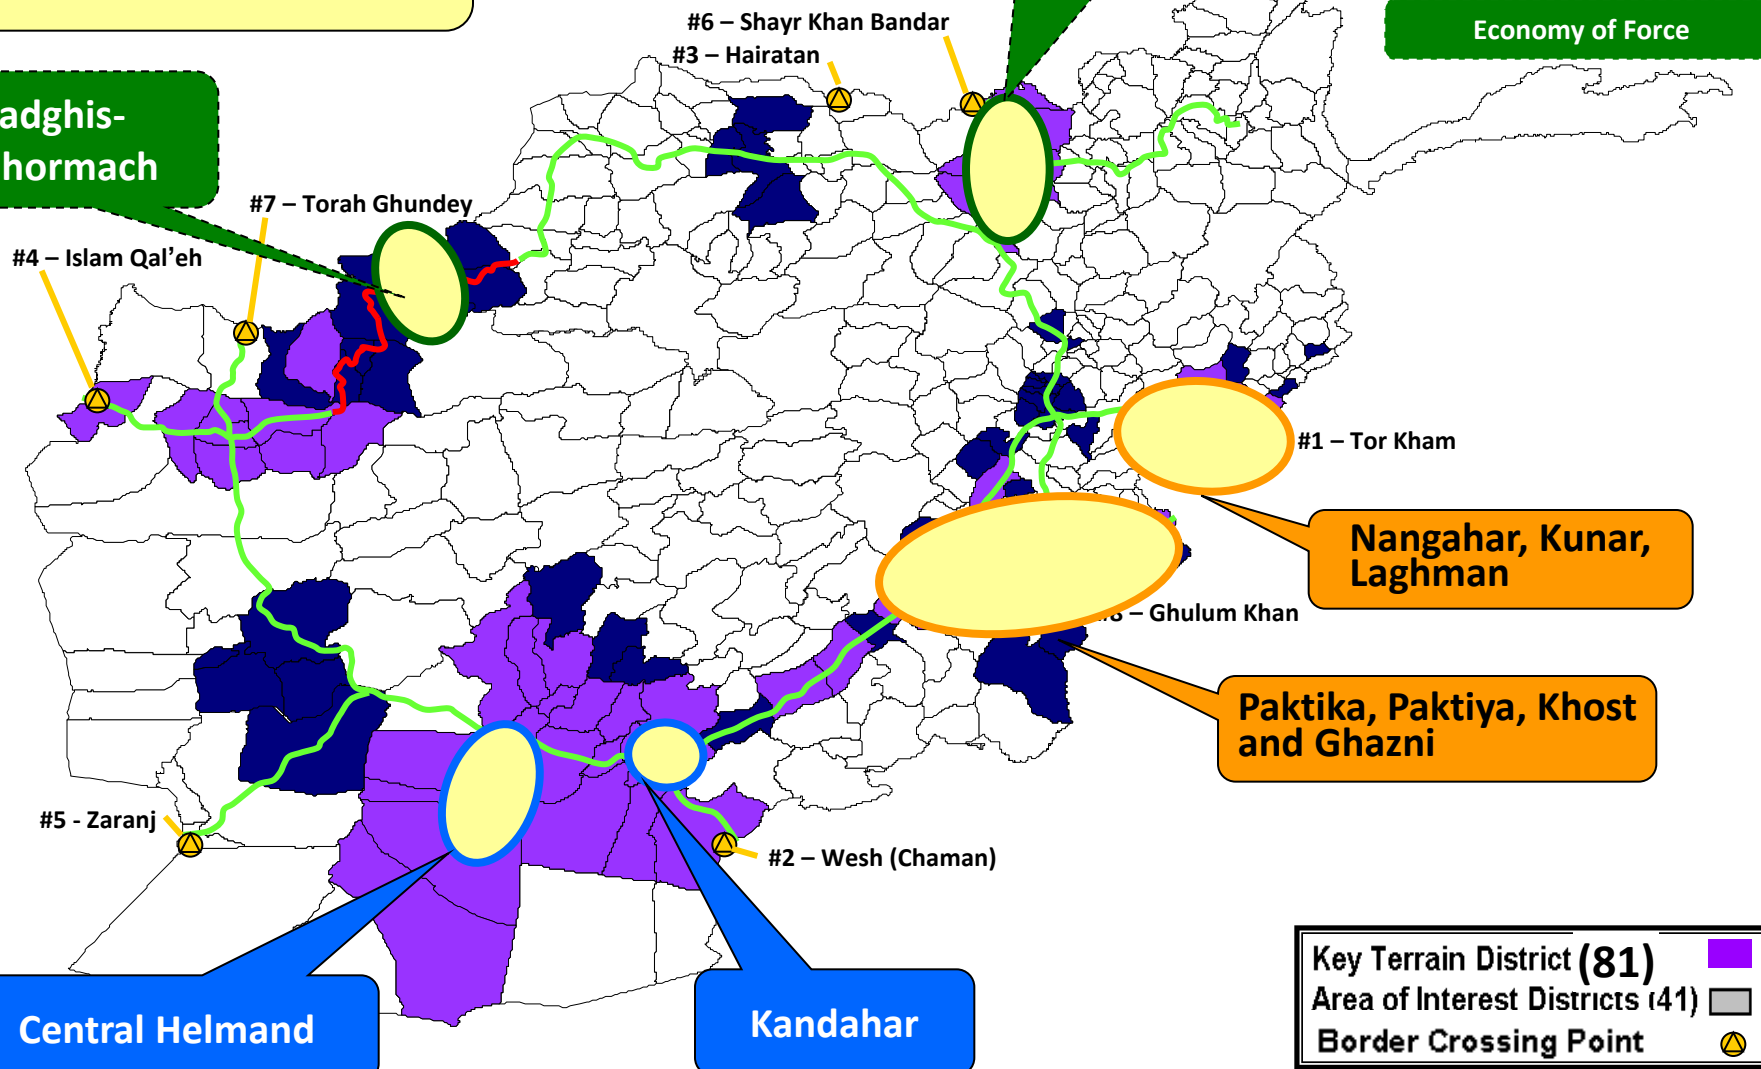 #6 – Shayr Khan Bandar
#3 – Hairatan
Economy of Force
adghis-
hormach
#7 – Torah Ghundey
#4 – Islam Qal’eh
#1 – Tor Kham
Nangahar, Kunar,
Laghman
#8 – Ghulum Khan
Paktika, Paktiya, Khost
and Ghazni
#5 - Zaranj
#2 – Wesh (Chaman)
Central Helmand
Kandahar
Key Terrain District (81)
Area of Interest Districts (41)
Border Crossing Point